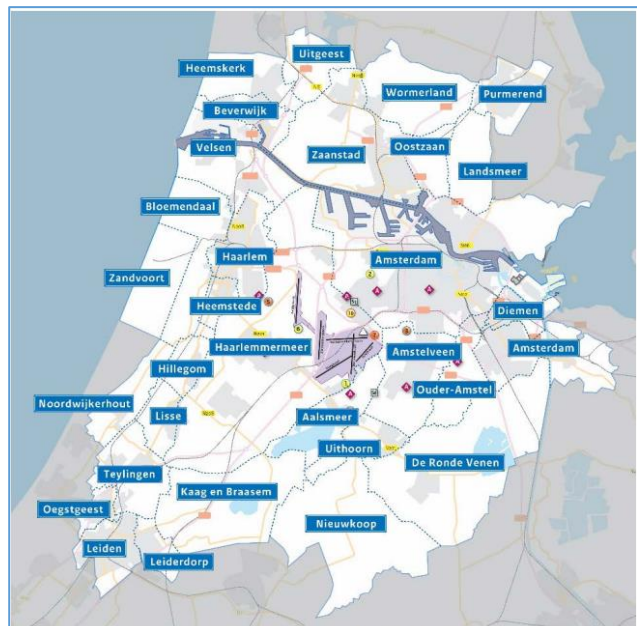 Uitgeest
Heemskerk
Wormerland
Purmerend
Beverwijk
Velsen
Zaanstad
Oostzaan
Landsmeer
Bloemendaal
Haarlem
Amsterdam
Zandvoort
Heemstede
Diemen
Haarlemmermeer
Amstelveen
Amsterdam
Hillegom
Ouder-Amstel
Noordwijkerhout
Lisse
Aalsmeer
Uithoorn
De Ronde Venen
Teylingen
Kaag en Braasem
Oegstgeest
Nieuwkoop
Leiden
Leiderdorp